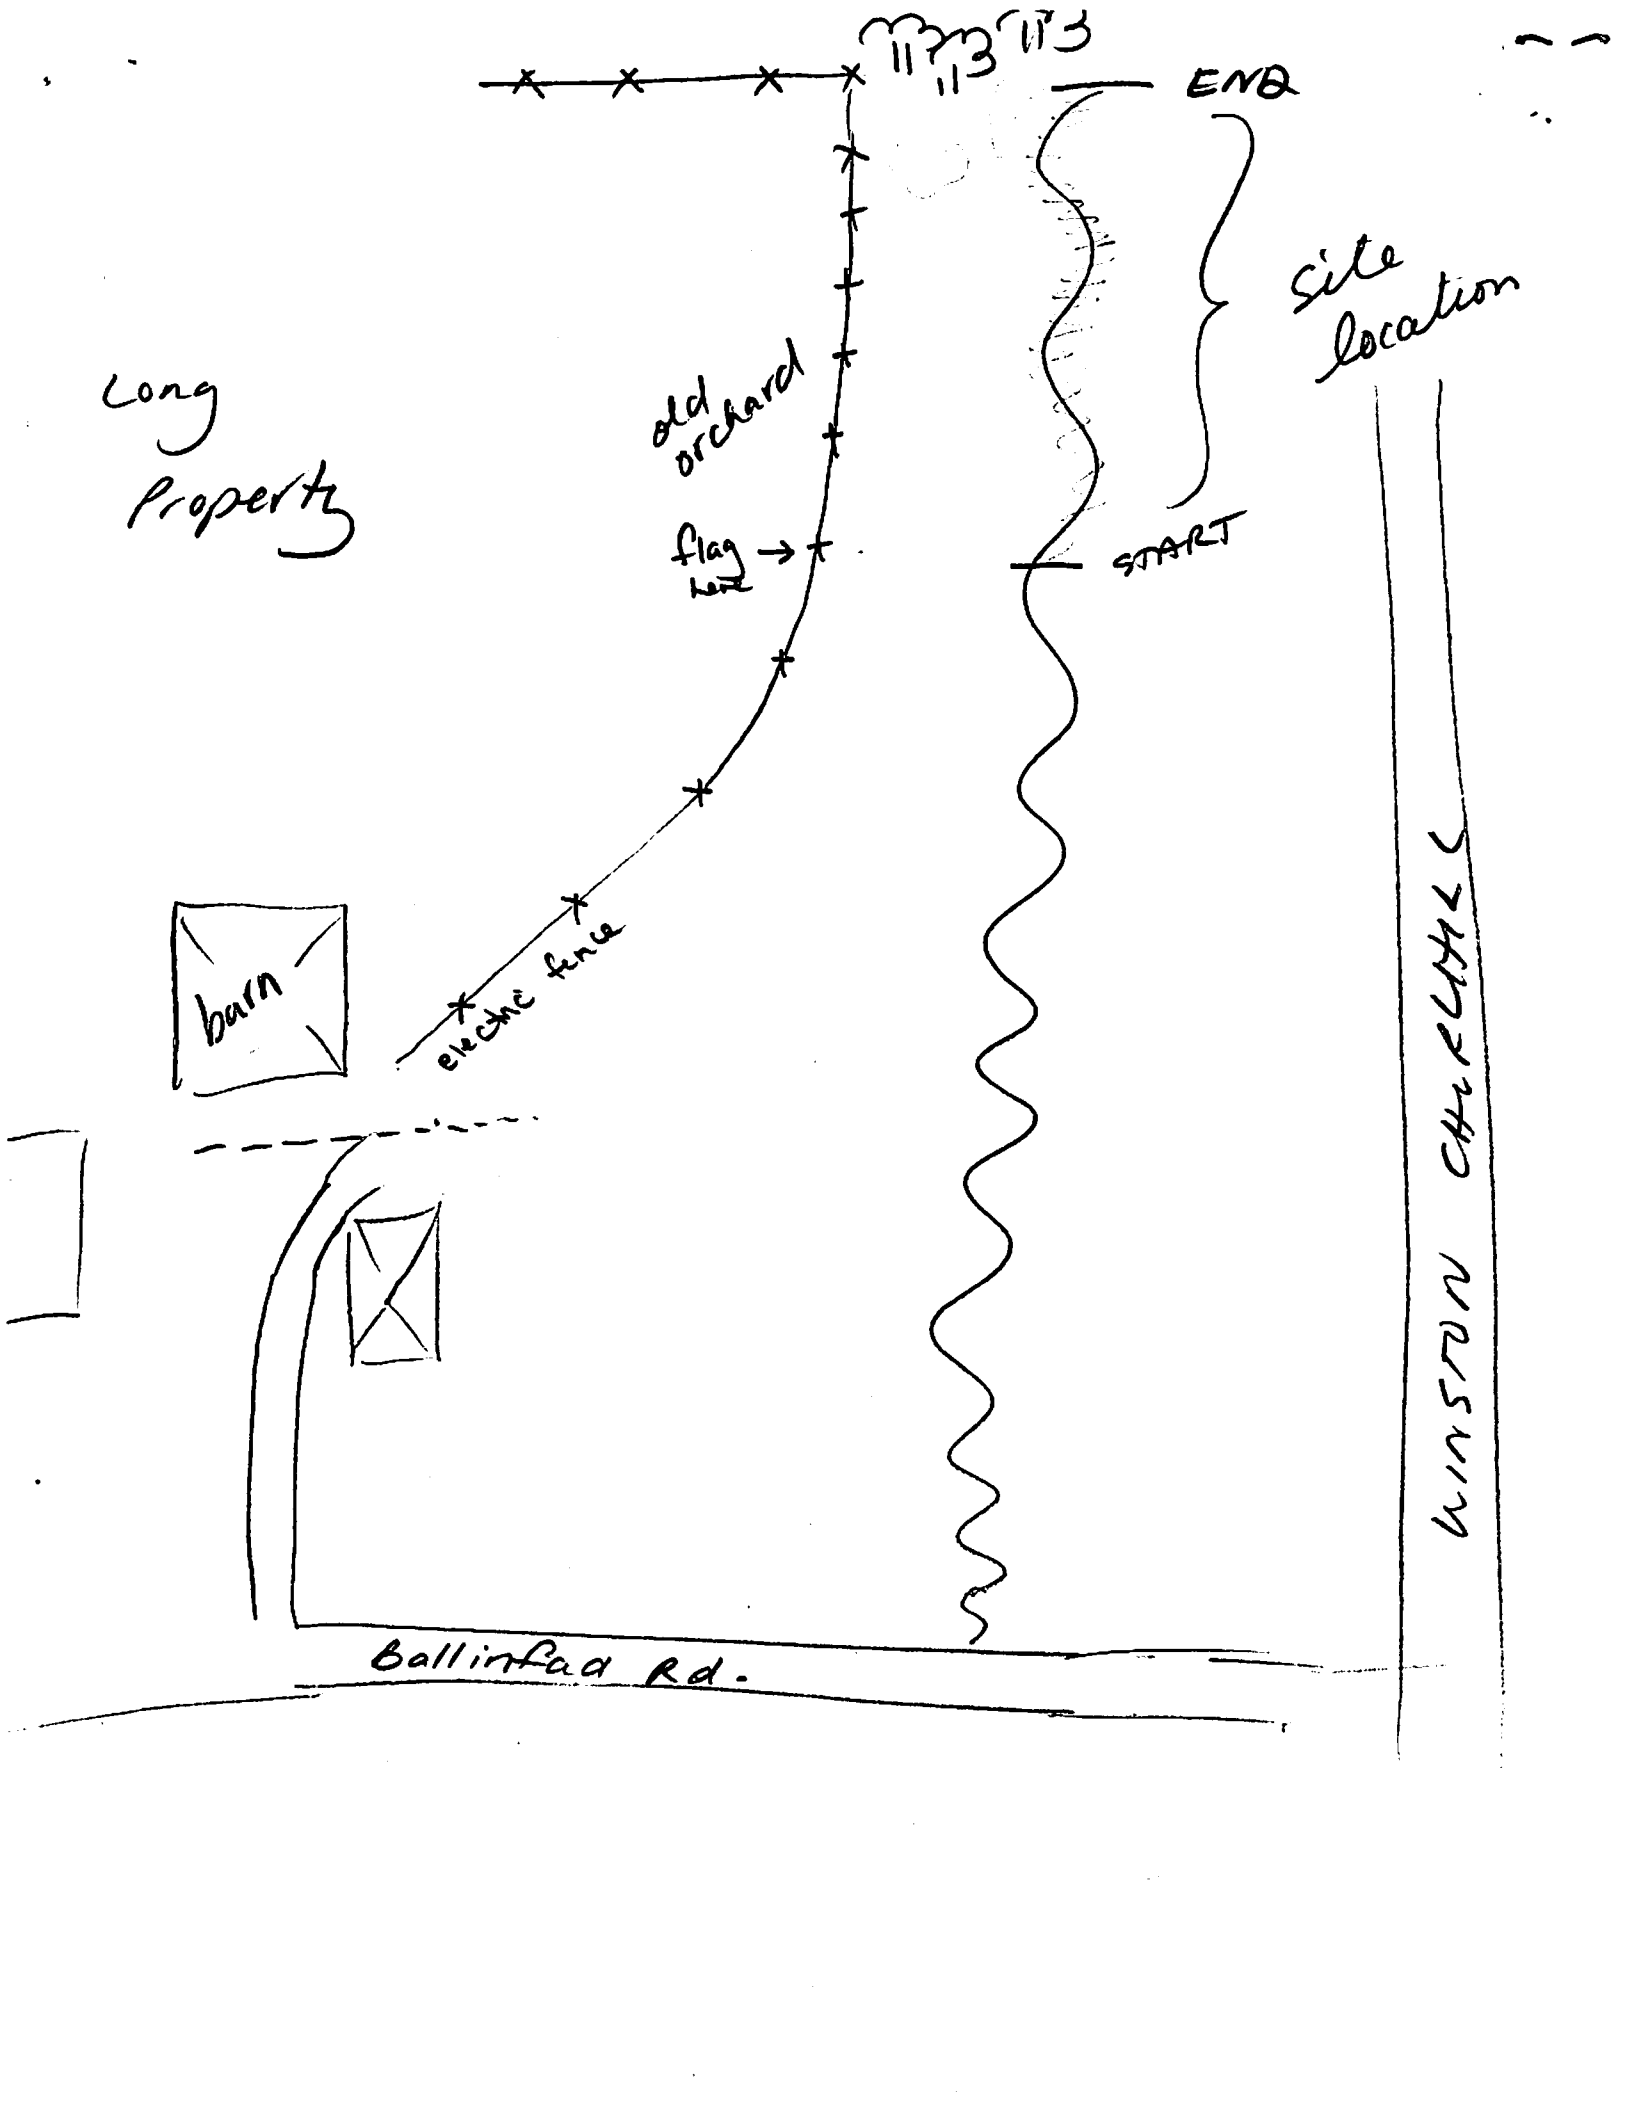 END
Site
location
Long
Property
old
orchard
flag
here
START
barn
electric fence
WINSTON CHURCHILL
Ballinfad Rd.